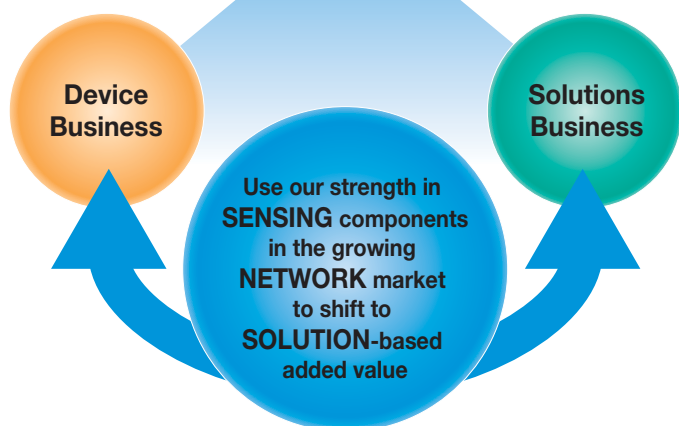 Device
Business
Solutions
Business
Use our strength in
SENSING components
in the growing
NETWORK market
to shift to
SOLUTION-based
added value